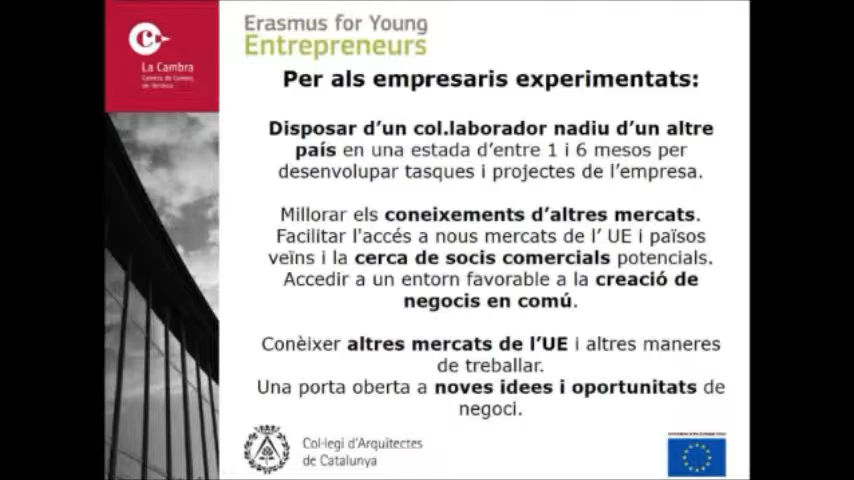 La Cambra
Erasmus for Young
Entrepreneurs
Per als empresaris experimentats:
Disposar d'un col.laborador nadiu d'un altre
país en una estada d'entre 1 i 6 mesos per
desenvolupar tasques i projectes de l'empresa.
Millorar els coneixements d'altres mercats.
Facilitar l'accés a nous mercats de l' UE i països
veïns i la cerca de socis comercials potencials.
Accedir a un entorn favorable a la creació de
negocis en comú.
Conèixer altres mercats de l'UE i altres maneres
de treballar.
Una porta oberta a noves idees i oportunitats de
negoci.
Col·legi d'Arquitectes
de Catalunya